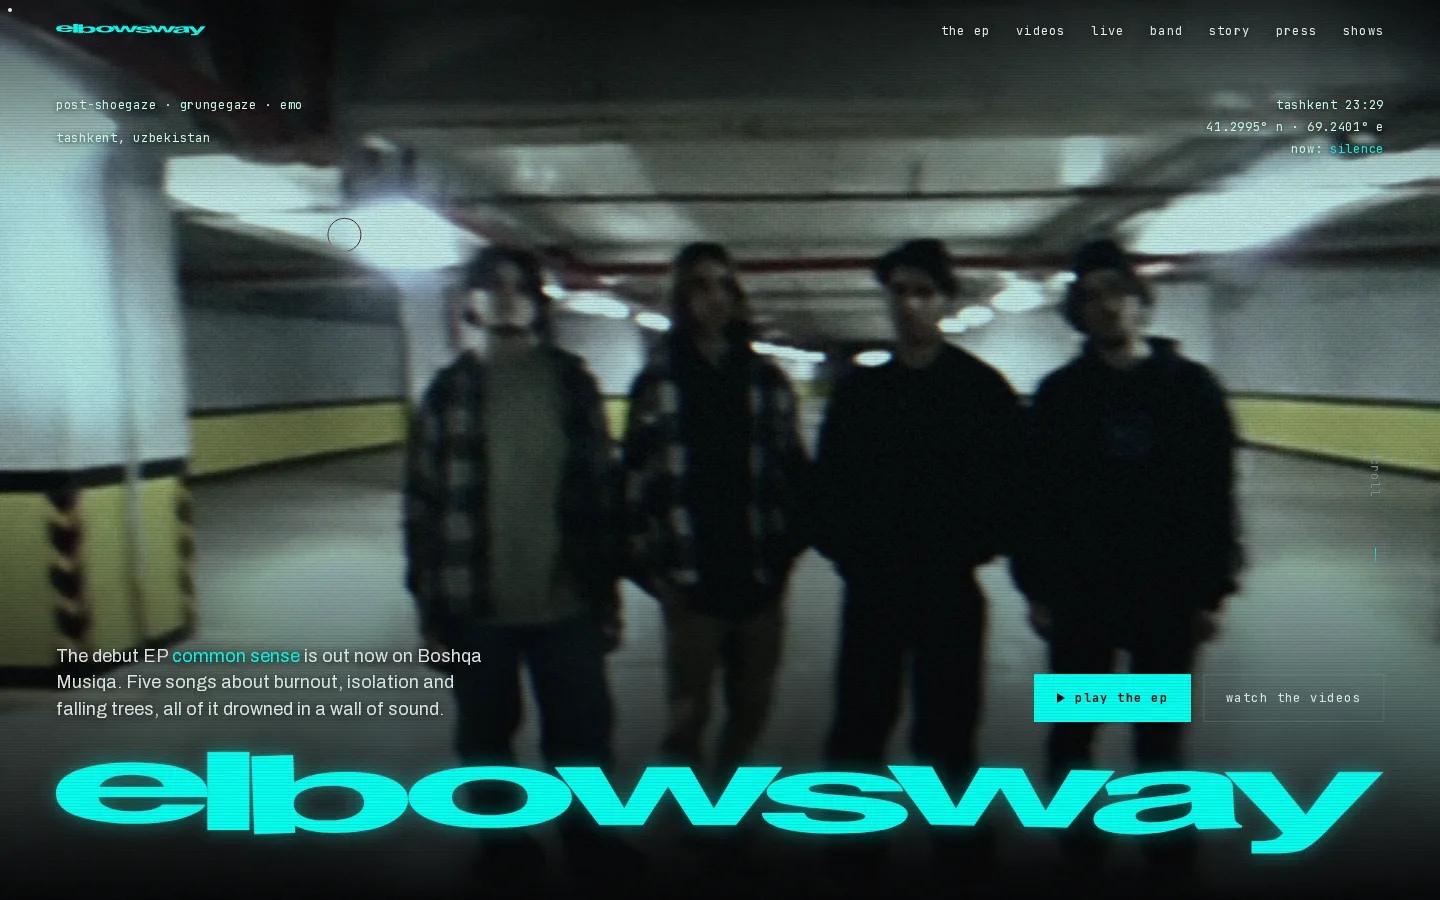 elbowsway
the ep videos live band story press shows
post-shoegaze · grungegaze · emo
tashkent, uzbekistan
tashkent 23:29
41.2995° n · 69.2401° e
now: silence
The debut EP common sense is out now on Boshqa
Musiqa. Five songs about burnout, isolation and
falling trees, all of it drowned in a wall of sound.
▶ play the ep
watch the videos
elbowsway